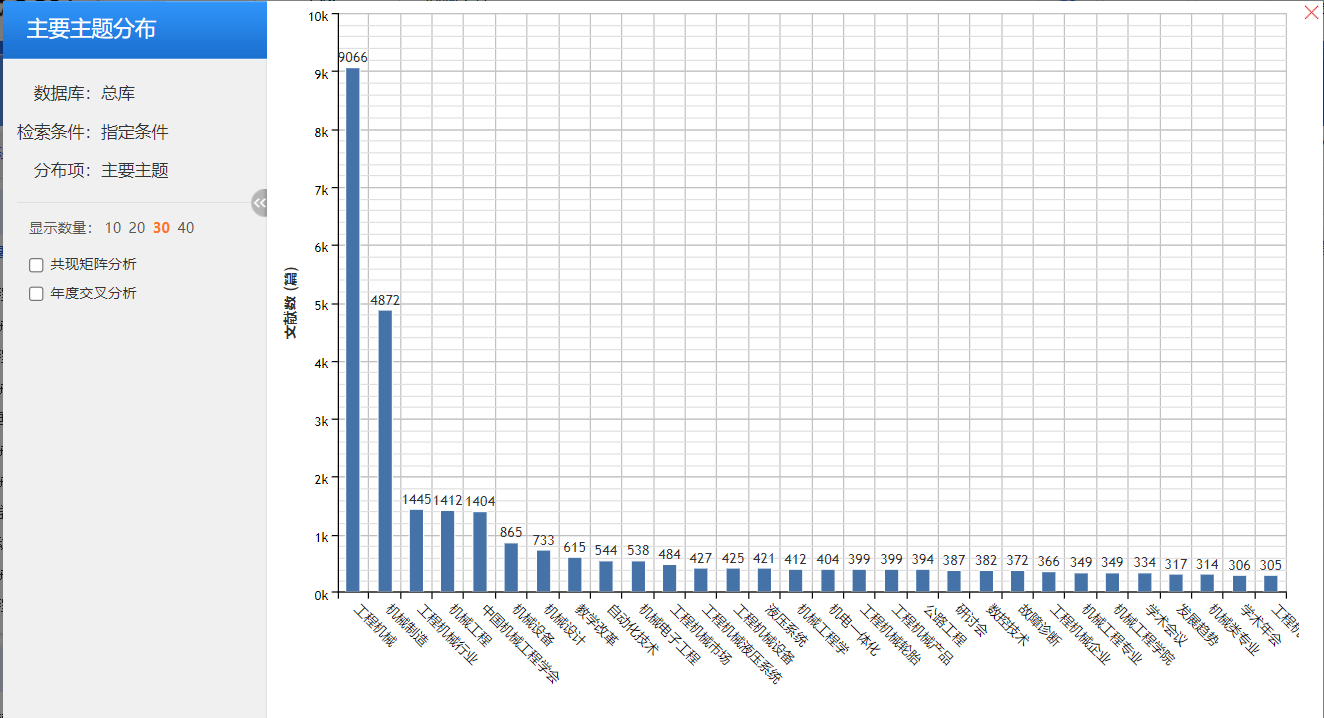 主要主题分布
数据库：总库
检索条件：指定条件
分布项：主要主题
显示数量： 10 20 30 40
共现矩阵分析
年度交叉分析
文献数 (篇)
10k
9k
8k
7k
6k
5k
4k
3k
2k
1k
0k
9066
4872
1445
1412
1404
865
733
615
544
538
484
427
425
421
412
404
399
399
394
387
382
372
366
349
349
334
317
314
306
305
工程机械
机械制造
工程机械行业
机械工程
中国机械工程学会
机械设备
机械设计
教学改革
自动化技术
机械电子工程
工程机械市场
工程机械液压系统
工程机械设备
液压系统
机械工程学
机电一体化
工程机械轮胎
工程机械产品
公路工程
研讨会
数控技术
故障诊断
工程机械企业
机械工程专业
机械工程学院
学术会议
发展趋势
机械类专业
学术年会
工程机